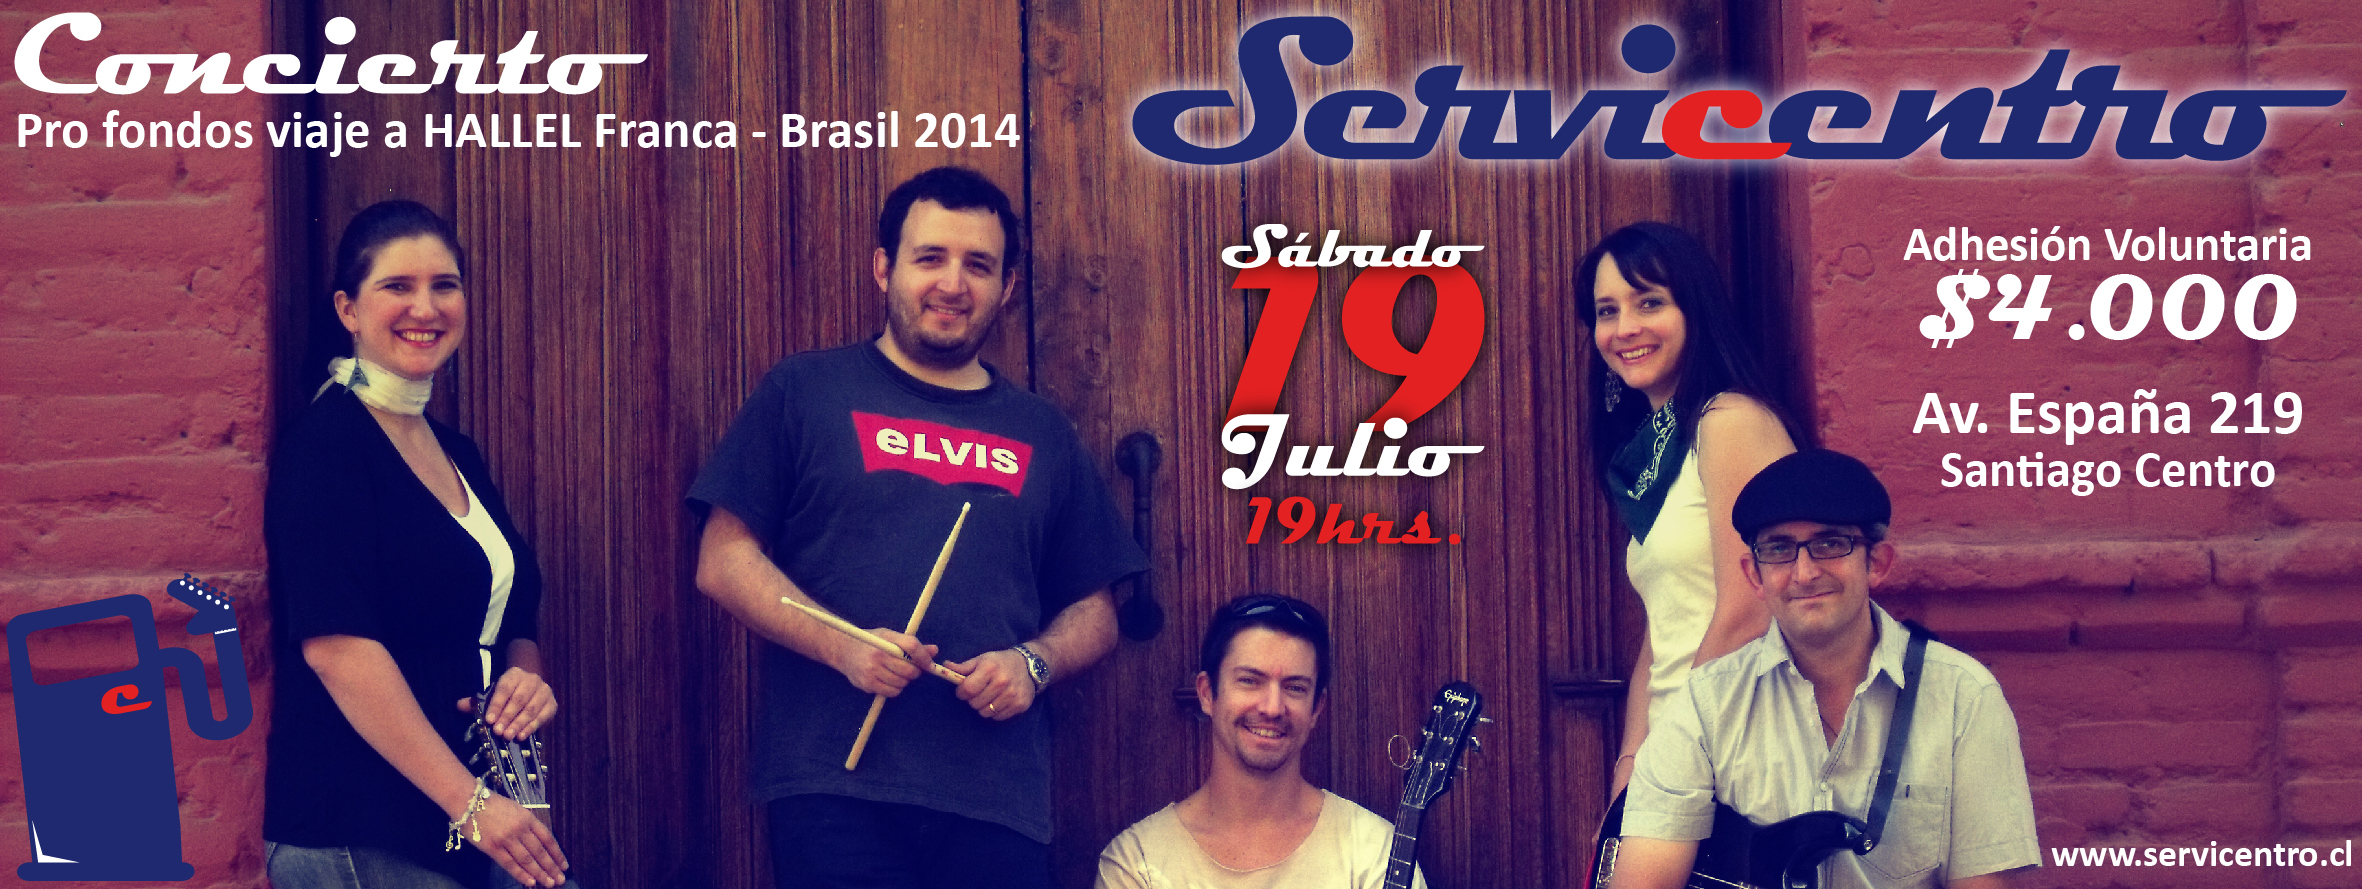 Concierto
Pro fondos viaje a HALLEL Franca - Brasil 2014
Servicentro
Sábado
19
Julio
19hrs.
Adhesión Voluntaria
$4.000
Av. España 219
Santiago Centro
eLVIS
Epiphone
c
www.servicentro.cl